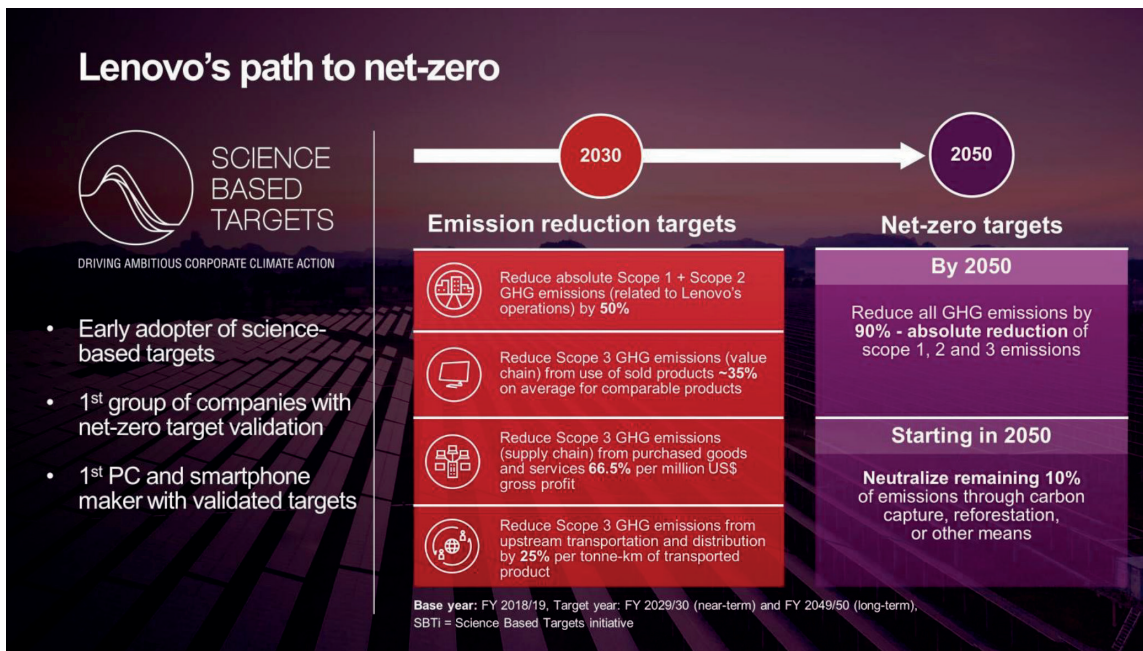 Lenovo's path to net-zero
SCIENCE
BASED
TARGETS
DRIVING AMBITIOUS CORPORATE CLIMATE ACTION
• Early adopter of science-
based targets
• 1st group of companies with
net-zero target validation
• 1st PC and smartphone
maker with validated targets
2030
2050
Emission reduction targets
Reduce absolute Scope 1 + Scope 2
GHG emissions (related to Lenovo's
operations) by 50%
Reduce Scope 3 GHG emissions (value
chain) from use of sold products ~35%
on average for comparable products
Reduce Scope 3 GHG emissions
(supply chain) from purchased goods
and services 66.5% per million US$
gross profit
Reduce Scope 3 GHG emissions from
upstream transportation and distribution
by 25% per tonne-km of transported
product
Net-zero targets
By 2050
Reduce all GHG emissions by
90% - absolute reduction of
scope 1, 2 and 3 emissions
Starting in 2050
Neutralize remaining 10%
of emissions through carbon
capture, reforestation,
or other means
Base year: FY 2018/19, Target year: FY 2029/30 (near-term) and FY 2049/50 (long-term),
SBTi = Science Based Targets initiative